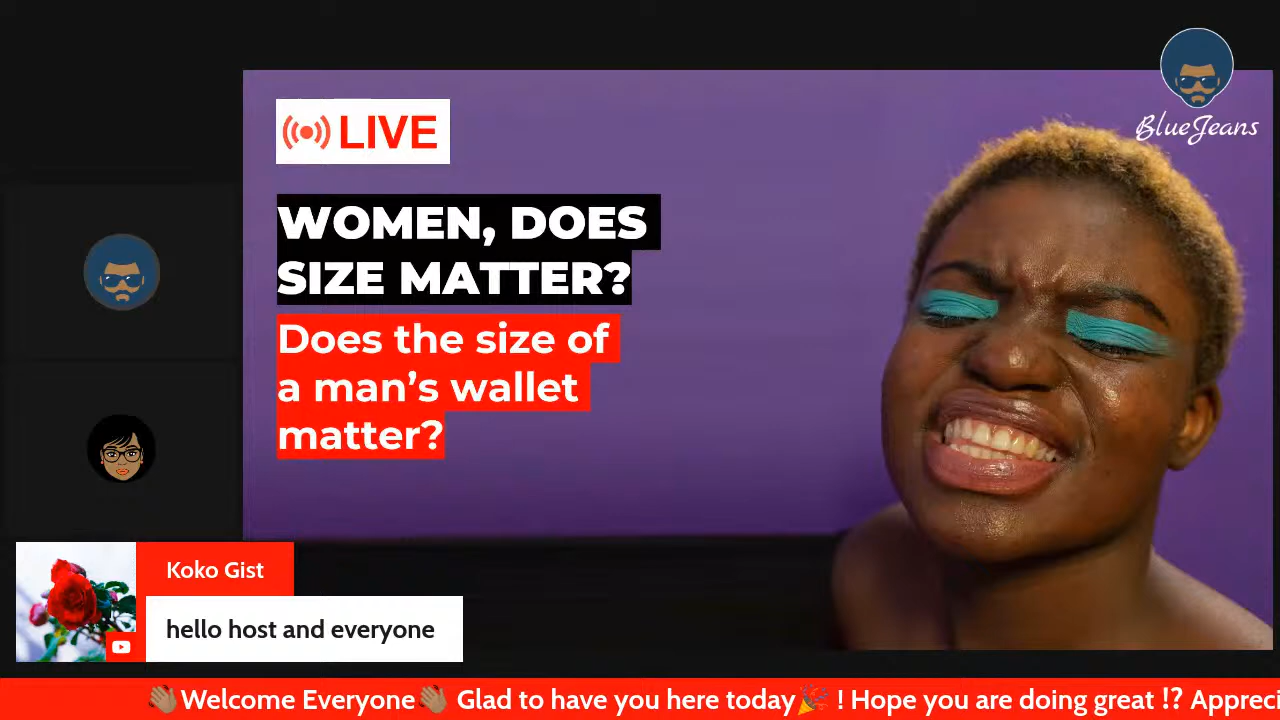 LIVE
BlueJeans
WOMEN, DOES
SIZE MATTER?
Does the size of
a man’s wallet
matter?
Koko Gist
hello host and everyone
👋🏽Welcome Everyone👋🏽 Glad to have you here today🎉 ! Hope you are doing great !? Appreci